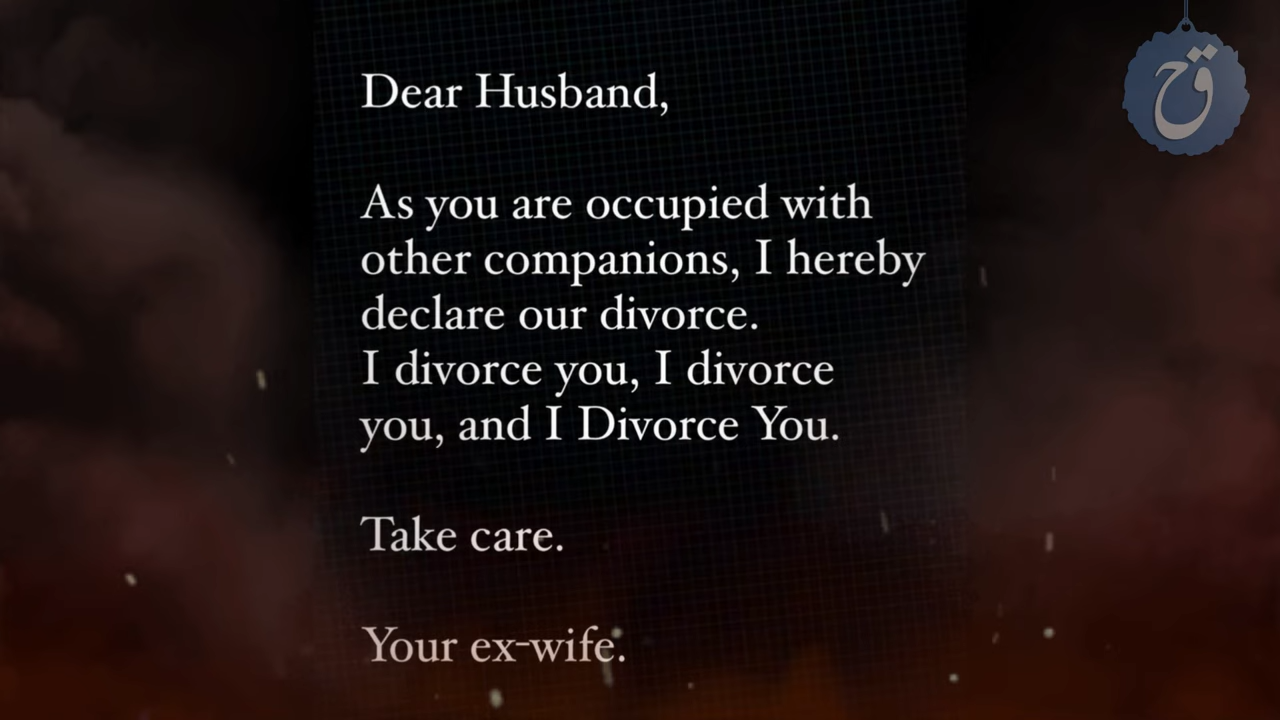 Dear Husband,
As you are occupied with
other companions, I hereby
declare our divorce.
I divorce you, I divorce
you, and I Divorce You.
Take care.
Your ex-wife.